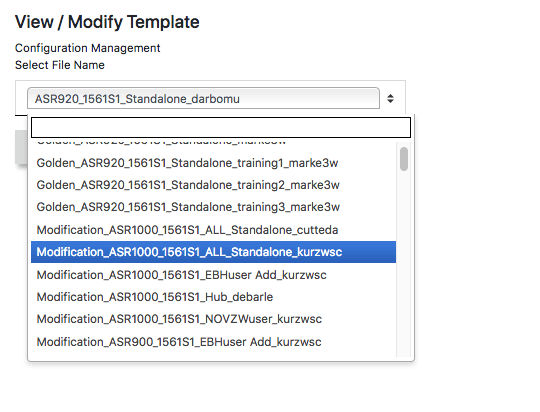 View / Modify Template
Configuration Management
Select File Name
ASR920_1561S1_Standalone_darbomu
Golden_ASR920_1561S1_Standalone_marke3w
Golden_ASR920_1561S1_Standalone_training1_marke3w
Golden_ASR920_1561S1_Standalone_training2_marke3w
Golden_ASR920_1561S1_Standalone_training3_marke3w
Modification_ASR1000_1561S1_ALL_Standalone_cutteda
Modification_ASR1000_1561S1_ALL_Standalone_kurzwsc
Modification_ASR1000_1561S1_EBHuser Add_kurzwsc
Modification_ASR1000_1561S1_Hub_debarle
Modification_ASR1000_1561S1_NOVZWuser_kurzwsc
Modification_ASR900_1561S1_EBHuser Add_kurzwsc